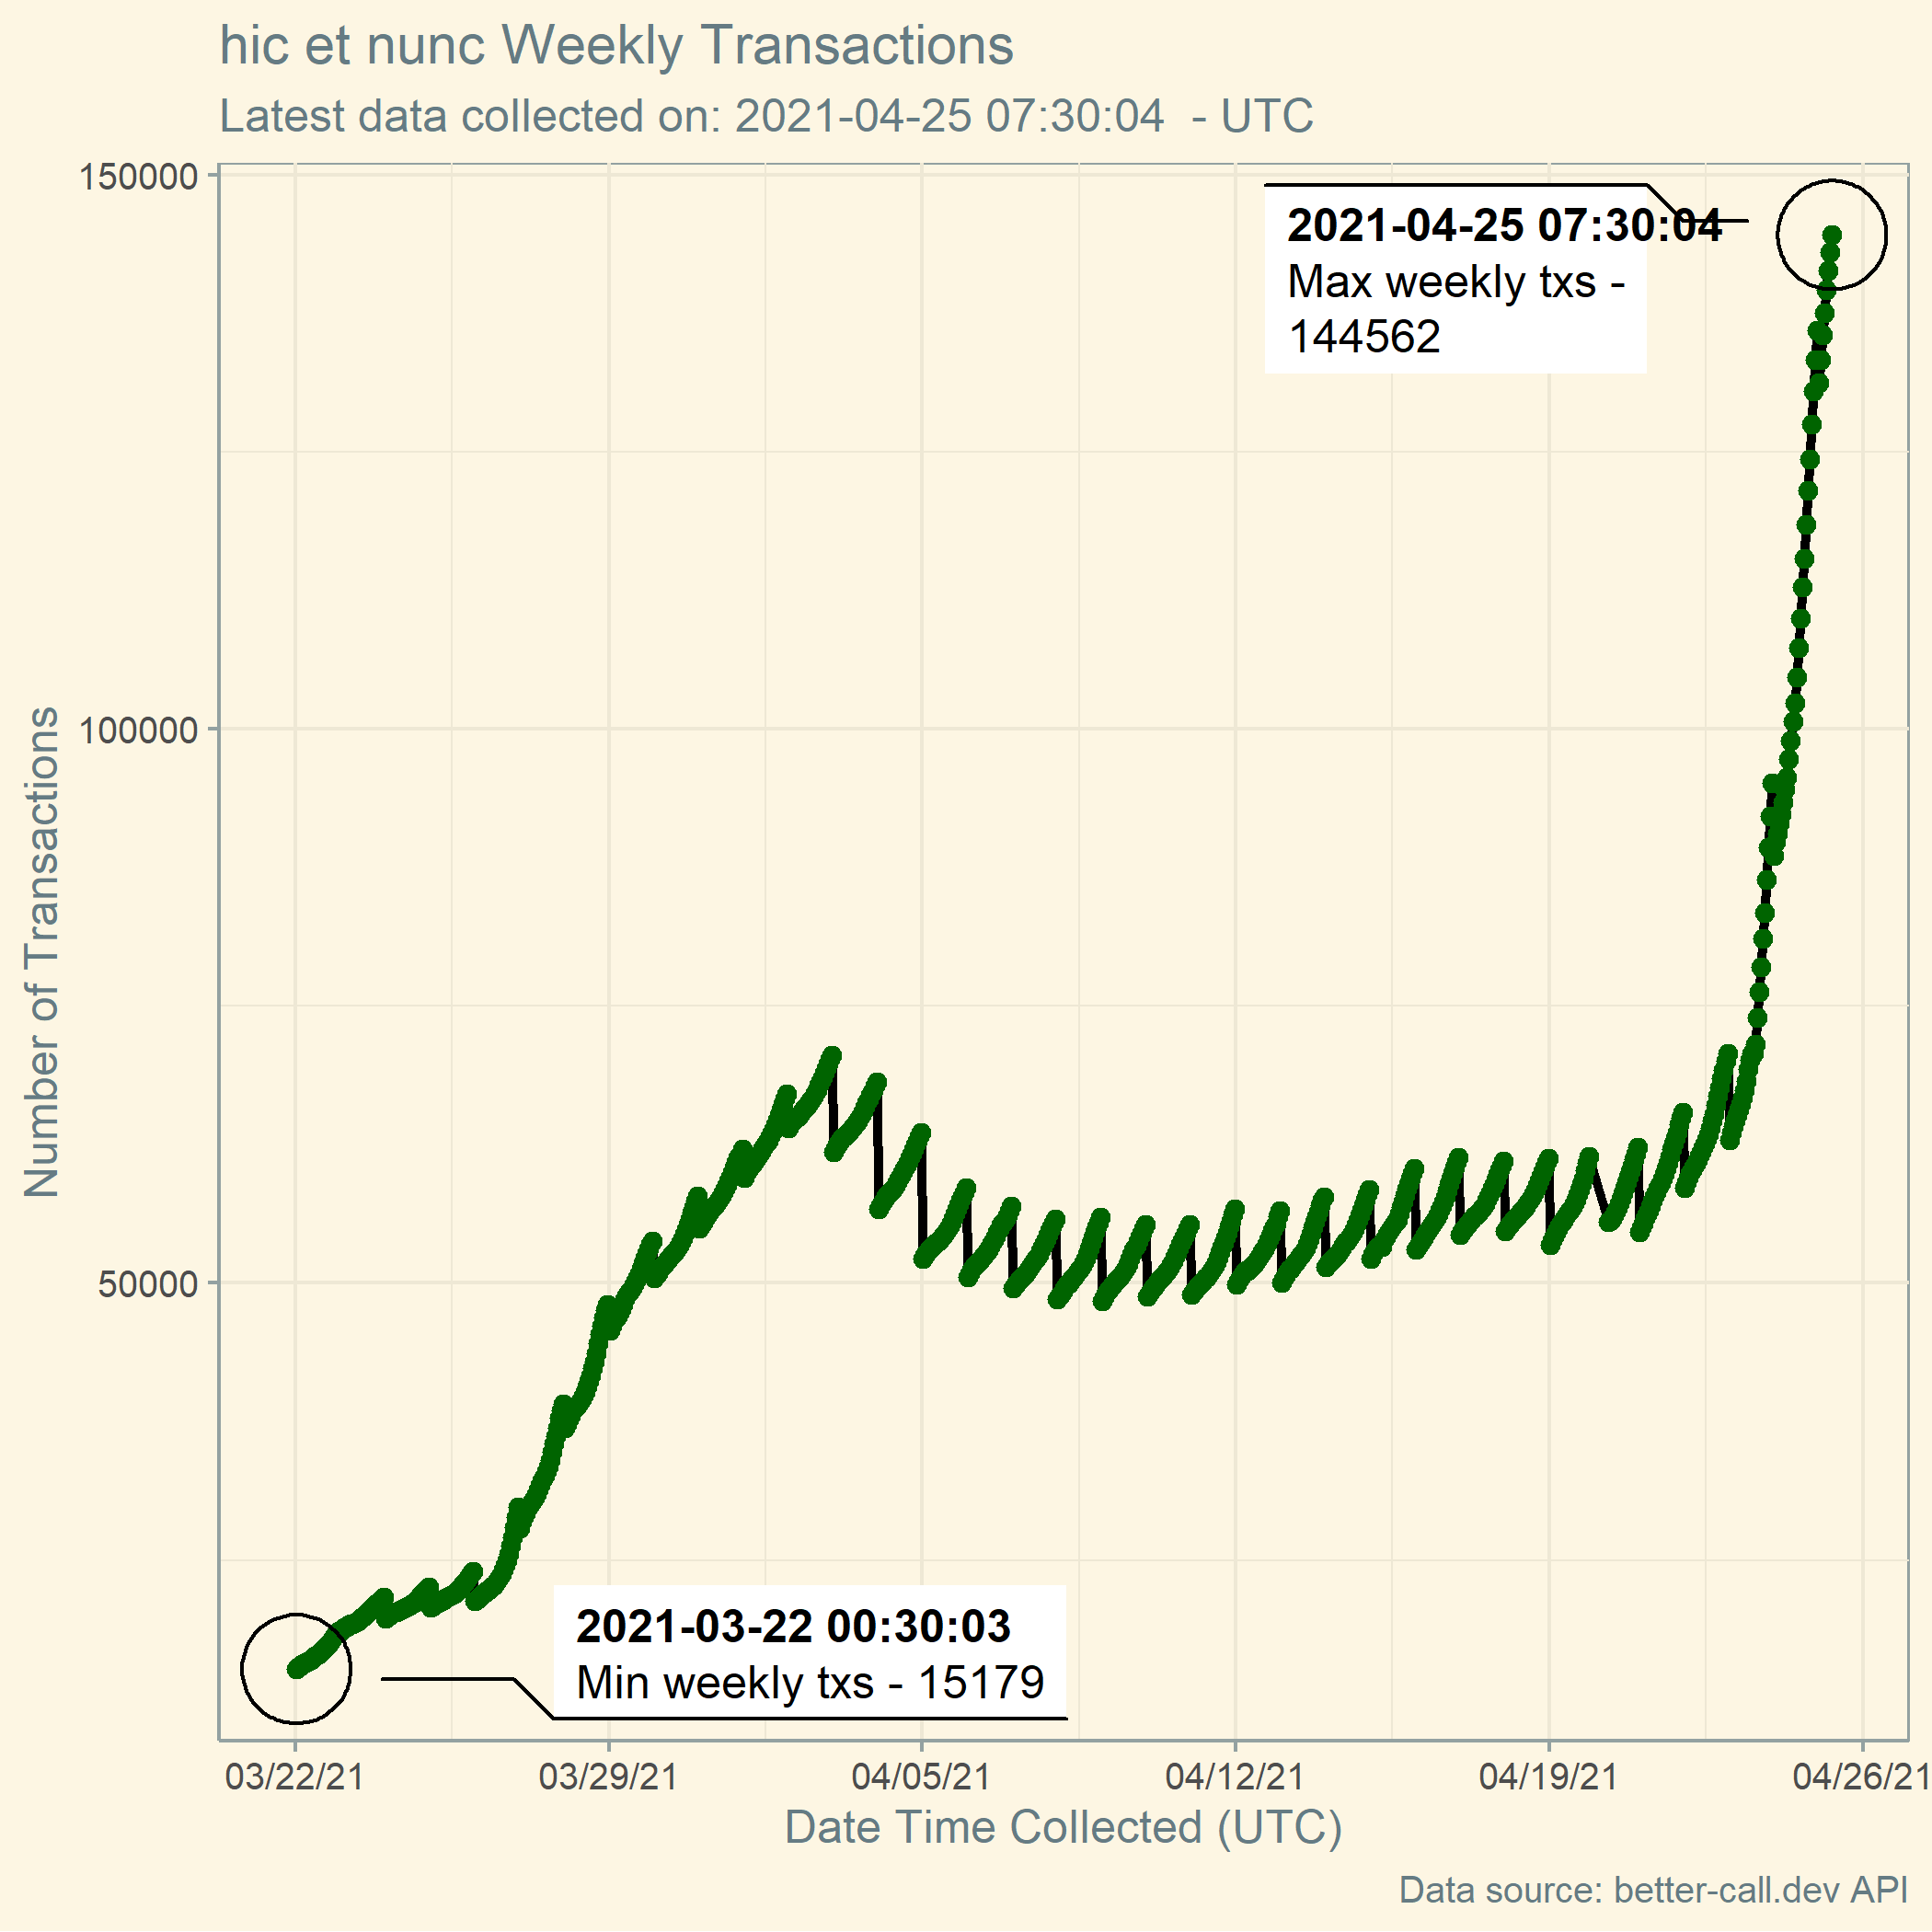 hic et nunc Weekly Transactions
Latest data collected on: 2021-04-25 07:30:04  - UTC
150000
100000
50000
Number of Transactions
2021-04-25 07:30:04
Max weekly txs -
144562
2021-03-22 00:30:03
Min weekly txs - 15179
03/22/21 03/29/21 04/05/21 04/12/21 04/19/21 04/26/21
Date Time Collected (UTC)
Data source: better-call.dev API